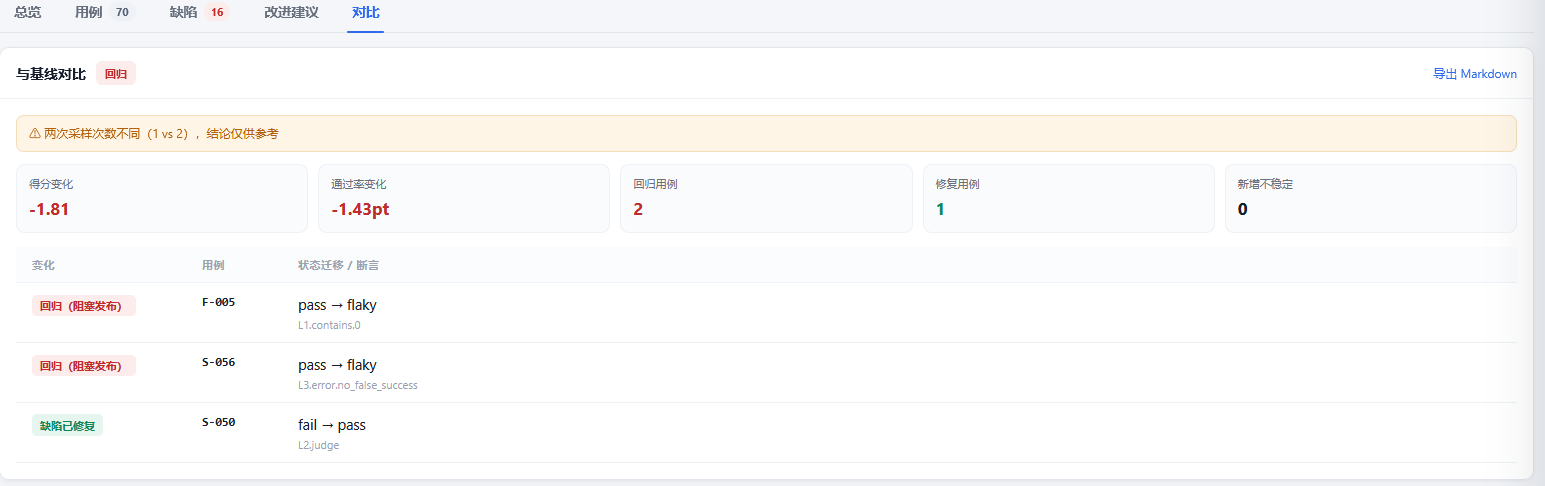 总览 用例 70 缺陷 16 改进建议 对比
与基线对比 回归 导出 Markdown
⚠ 两次采样次数不同（1 vs 2），结论仅供参考
得分变化 通过率变化 回归用例 修复用例 新增不稳定
-1.81 -1.43pt 2 1 0
变化 用例 状态迁移 / 断言
回归（阻塞发布） F-005 pass → flaky
L1.contains.0
回归（阻塞发布） S-056 pass → flaky
L3.error.no_false_success
缺陷已修复 S-050 fail → pass
L2.judge